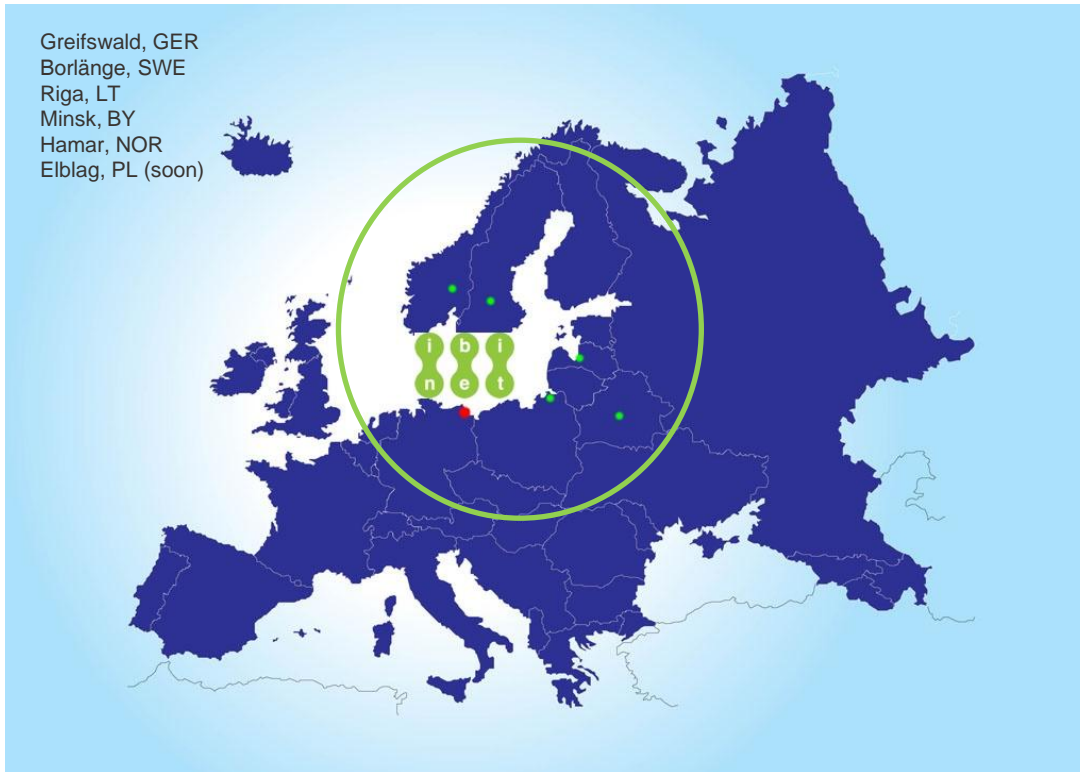 Greifswald, GER
Borlänge, SWE
Riga, LT
Minsk, BY
Hamar, NOR
Elblag, PL (soon)
i b i
n e t